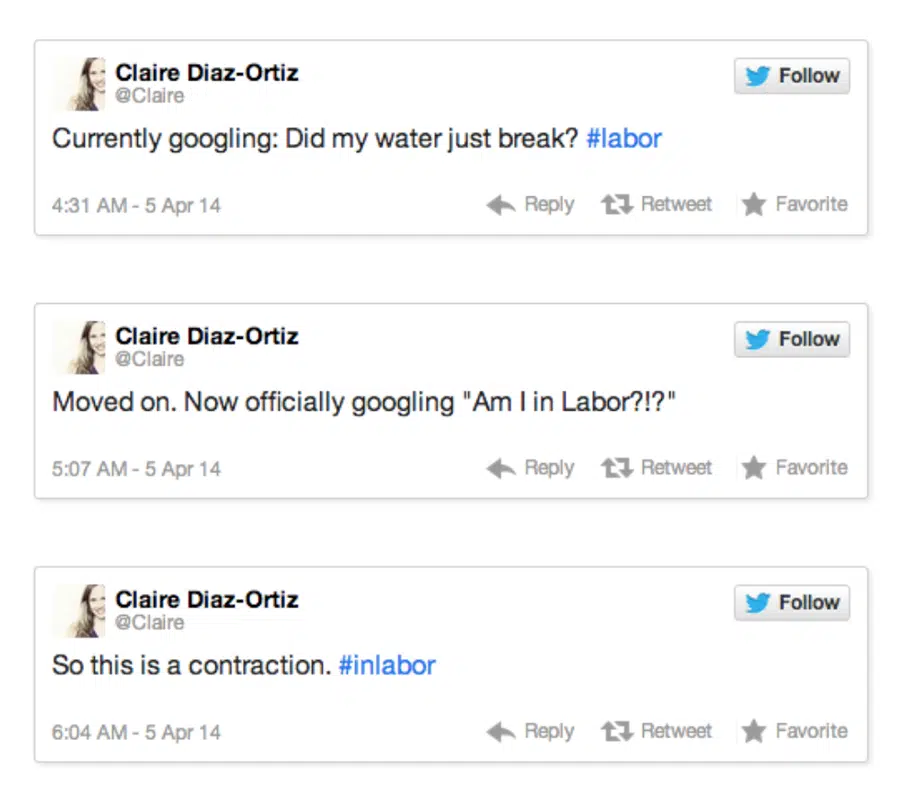 Claire Diaz-Ortiz
@Claire
Follow
Currently googling: Did my water just break? #labor
4:31 AM - 5 Apr 14 Reply Retweet Favorite
Claire Diaz-Ortiz
@Claire
Follow
Moved on. Now officially googling "Am I in Labor?!?"
5:07 AM - 5 Apr 14 Reply Retweet Favorite
Claire Diaz-Ortiz
@Claire
Follow
So this is a contraction. #inlabor
6:04 AM - 5 Apr 14 Reply Retweet Favorite